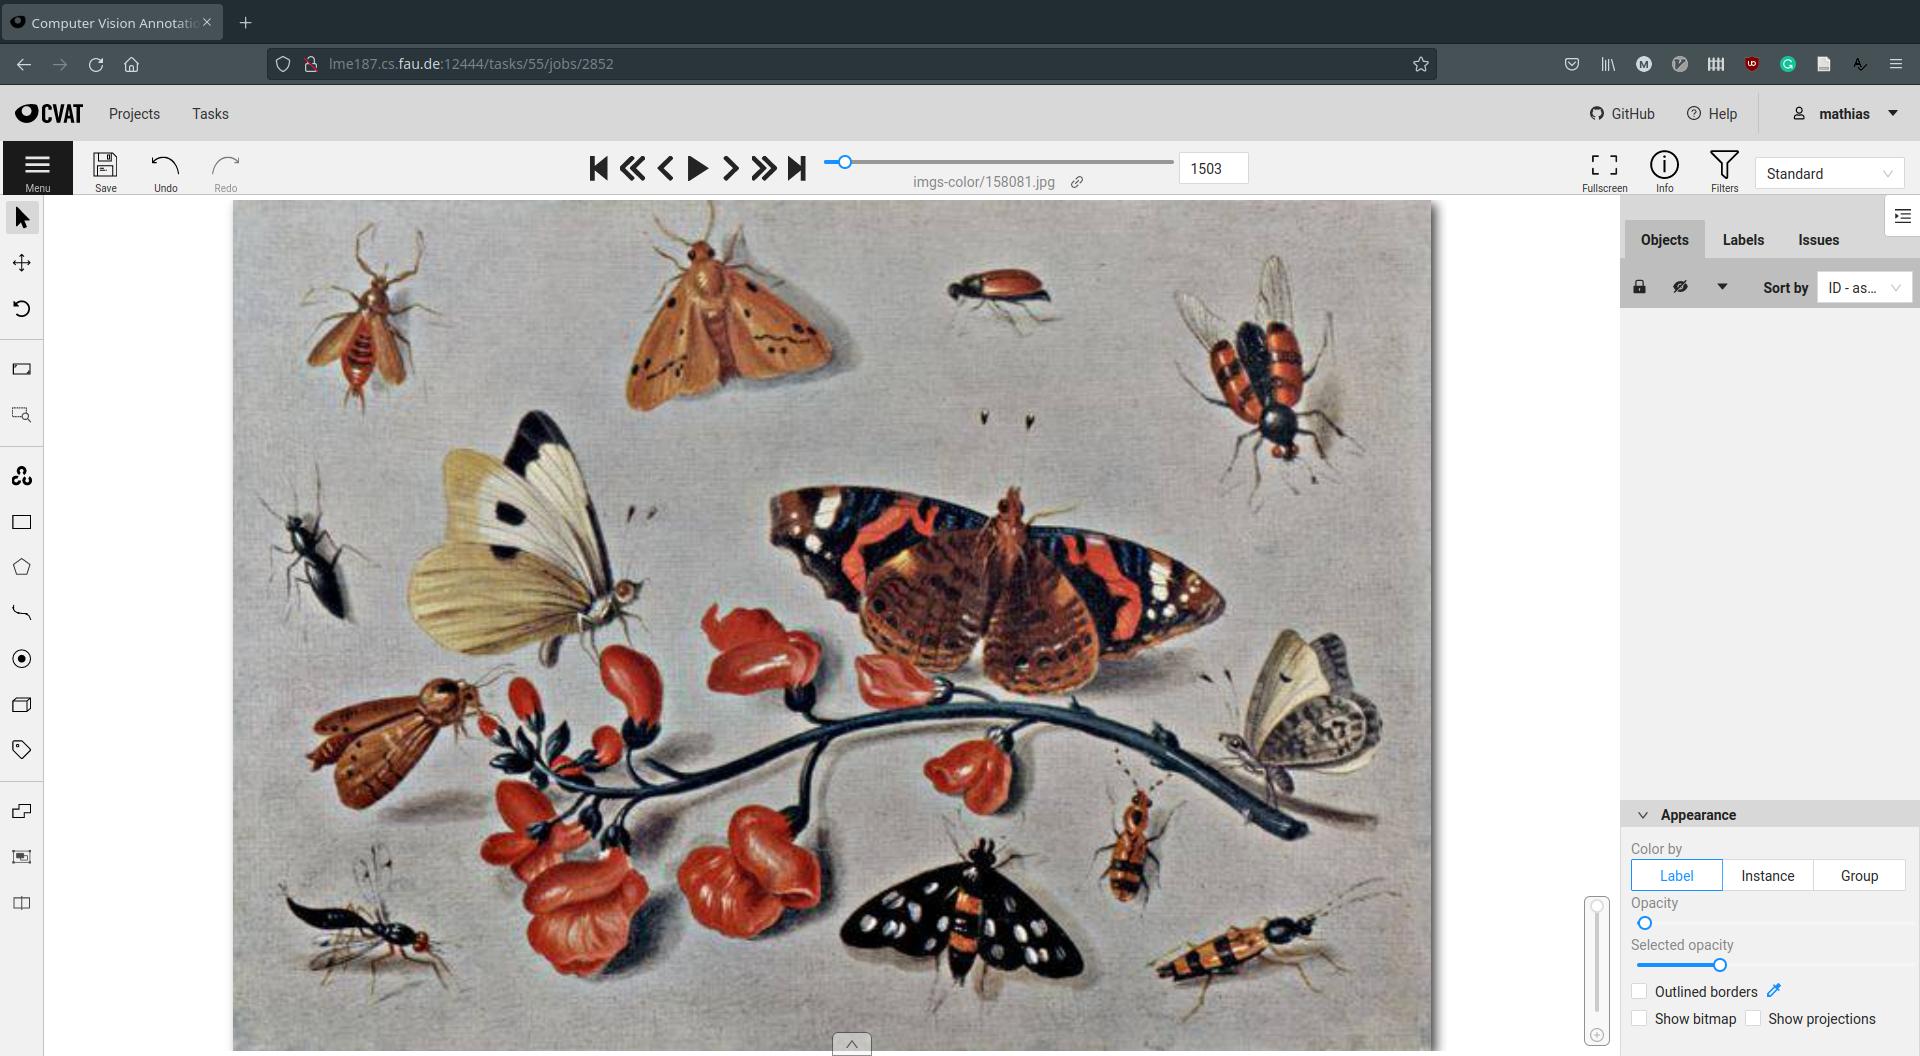 Computer Vision Annotatio
lme187.cs.fau.de:12444/tasks/55/jobs/2852
CVAT
Projects
Tasks
GitHub
Help
mathias
Menu
Save
Undo
Redo
imgs-color/158081.jpg
1503
Fullscreen
Info
Filters
Standard
Objects
Labels
Issues
Sort by
ID - as...
Appearance
Color by
Label
Instance
Group
Opacity
Selected opacity
Outlined borders
Show bitmap
Show projections